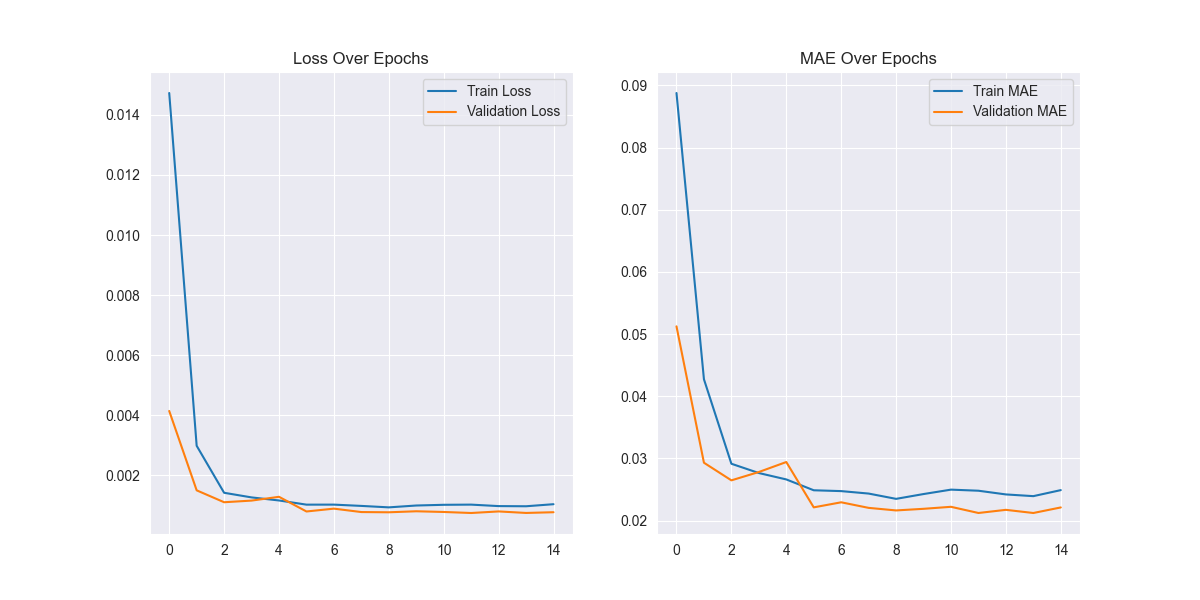 Loss Over Epochs
Train Loss
Validation Loss
0.014
0.012
0.010
0.008
0.006
0.004
0.002
0 2 4 6 8 10 12 14
MAE Over Epochs
Train MAE
Validation MAE
0.09
0.08
0.07
0.06
0.05
0.04
0.03
0.02
0 2 4 6 8 10 12 14